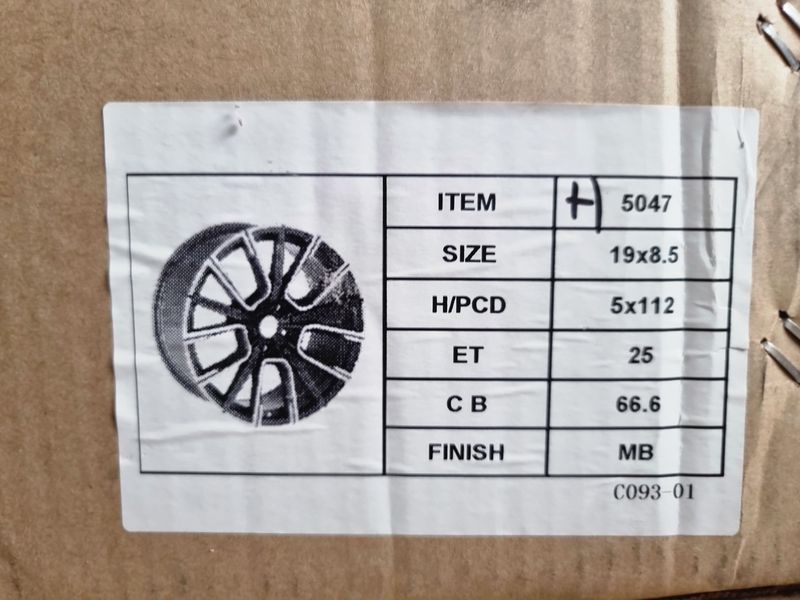 ITEM H 5047
SIZE 19x8.5
H/PCD 5x112
ET 25
C B 66.6
FINISH MB
C093-01